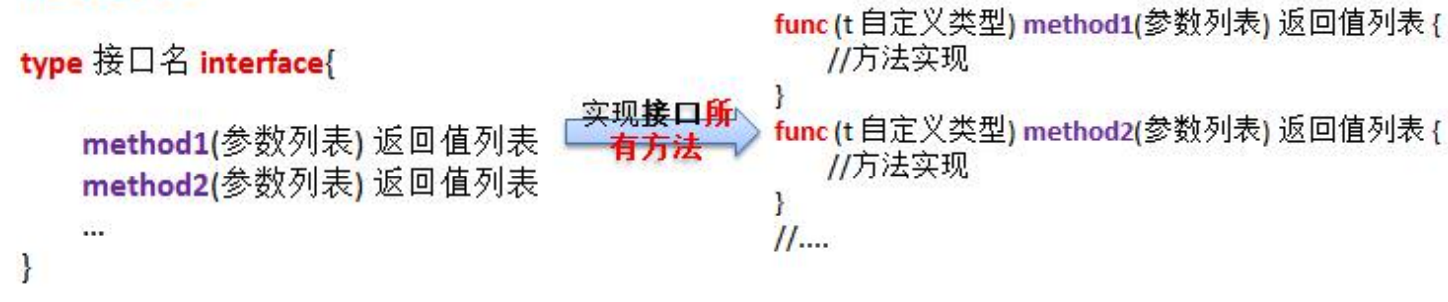 type 接口名 interface{
method1(参数列表) 返回值列表
method2(参数列表) 返回值列表
...
}
实现接口所
有方法
func (t 自定义类型) method1(参数列表) 返回值列表 {
//方法实现
}
func (t 自定义类型) method2(参数列表) 返回值列表 {
//方法实现
}
//....